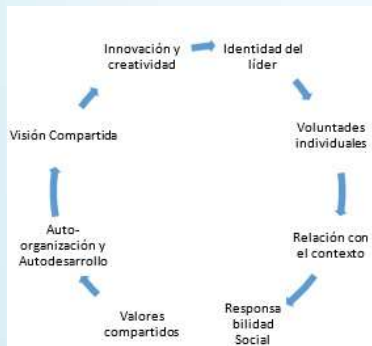 Innovación y
creatividad
Identidad del
líder
Voluntades
individuales
Relación con
el contexto
Responsa
bilidad
Social
Valores
compartidos
Auto-
organización y
Autodesarrollo
Visión Compartida